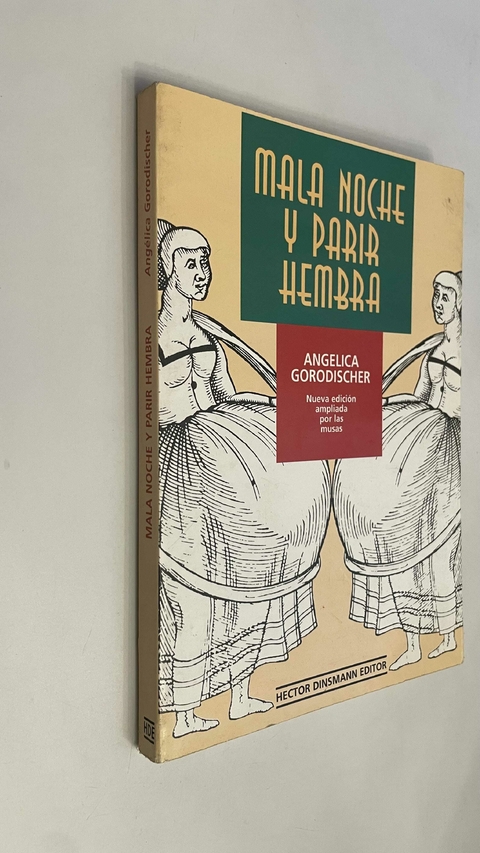 MALA NOCHE
Y PARIR
HEMBRA
ANGELICA
GORODISCHER
Nueva edición
ampliada
por las
musas
HECTOR DINSMANN EDITOR
MALA NOCHE Y PARIR HEMBRA Angélica Gorodischer
HDE